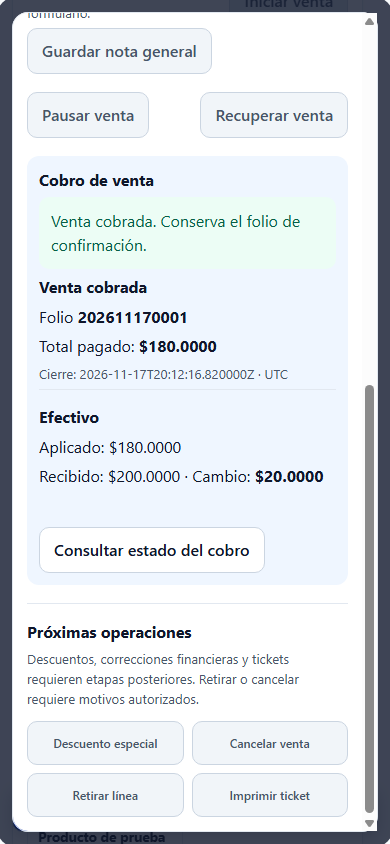 Iniciar venta
formulario.
Guardar nota general
Pausar venta
Recuperar venta
Cobro de venta
Venta cobrada. Conserva el folio de
confirmación.
Venta cobrada
Folio 202611170001
Total pagado: $180.0000
Cierre: 2026-11-17T20:12:16.820000Z · UTC
Efectivo
Aplicado: $180.0000
Recibido: $200.0000 · Cambio: $20.0000
Consultar estado del cobro
Próximas operaciones
Descuentos, correcciones financieras y tickets
requieren etapas posteriores. Retirar o cancelar
requiere motivos autorizados.
Descuento especial
Cancelar venta
Retirar línea
Imprimir ticket
Producto de prueba